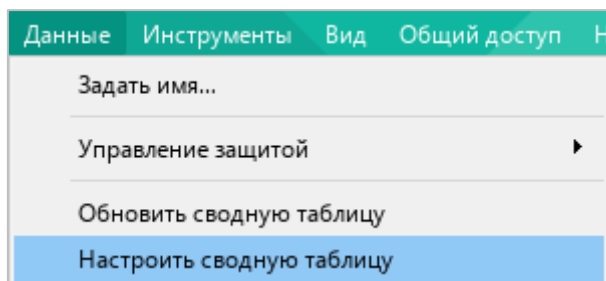 Данные Инструменты Вид Общий доступ Н
Задать имя...
Управление защитой
Обновить сводную таблицу
Настроить сводную таблицу